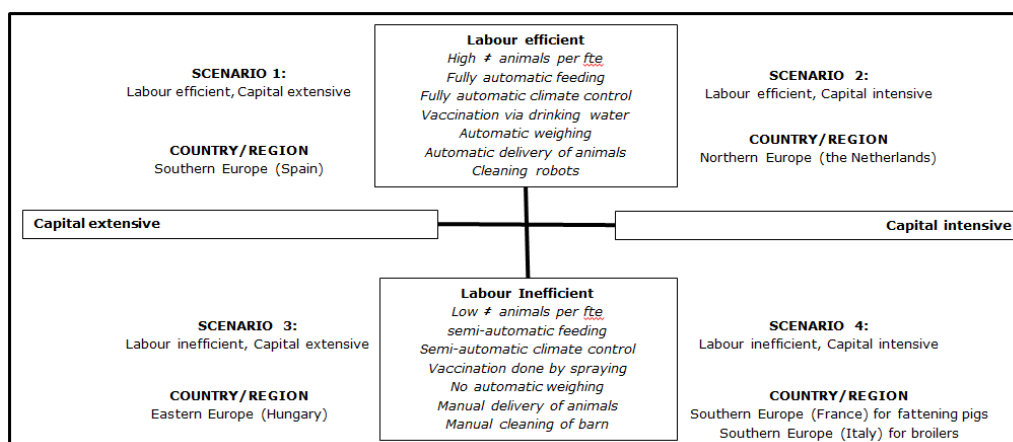 Labour efficient
High ≠ animals per fte
Fully automatic feeding
Fully automatic climate control
Vaccination via drinking water
Automatic weighing
Automatic delivery of animals
Cleaning robots
SCENARIO 1:
Labour efficient, Capital extensive
COUNTRY/REGION
Southern Europe (Spain)
SCENARIO 2:
Labour efficient, Capital intensive
COUNTRY/REGION
Northern Europe (the Netherlands)
Capital extensive
Capital intensive
Labour Inefficient
Low ≠ animals per fte
semi-automatic feeding
Semi-automatic climate control
Vaccination done by spraying
No automatic weighing
Manual delivery of animals
Manual cleaning of barn
SCENARIO 3:
Labour inefficient, Capital extensive
COUNTRY/REGION
Eastern Europe (Hungary)
SCENARIO 4:
Labour inefficient, Capital intensive
COUNTRY/REGION
Southern Europe (France) for fattening pigs
Southern Europe (Italy) for broilers